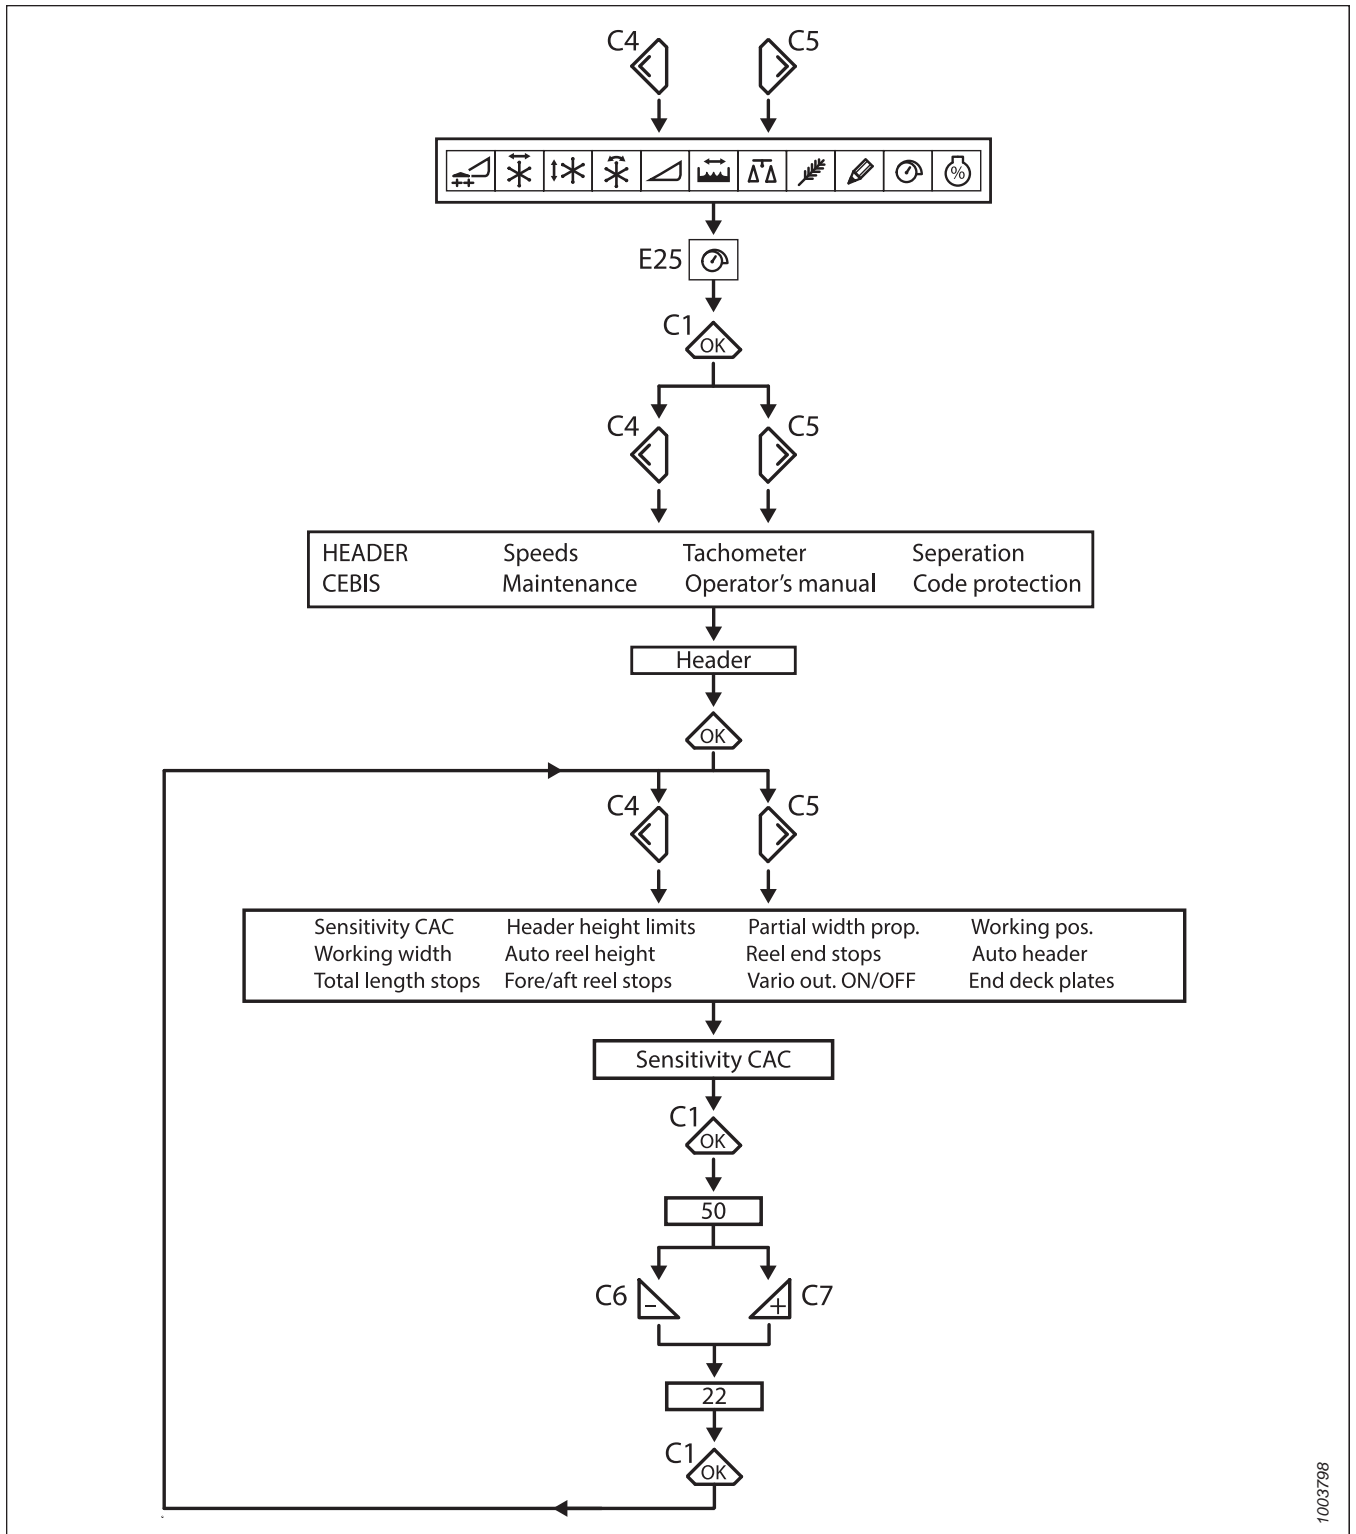 C4 C5
%
E25
C1
OK
C4 C5
HEADER Speeds Tachometer Seperation
CEBIS Maintenance Operator's manual Code protection
Header
OK
C4 C5
Sensitivity CAC Header height limits Partial width prop. Working pos.
Working width Auto reel height Reel end stops Auto header
Total length stops Fore/aft reel stops Vario out. ON/OFF End deck plates
Sensitivity CAC
C1
OK
50
C6 - + C7
22
C1
OK
1003798